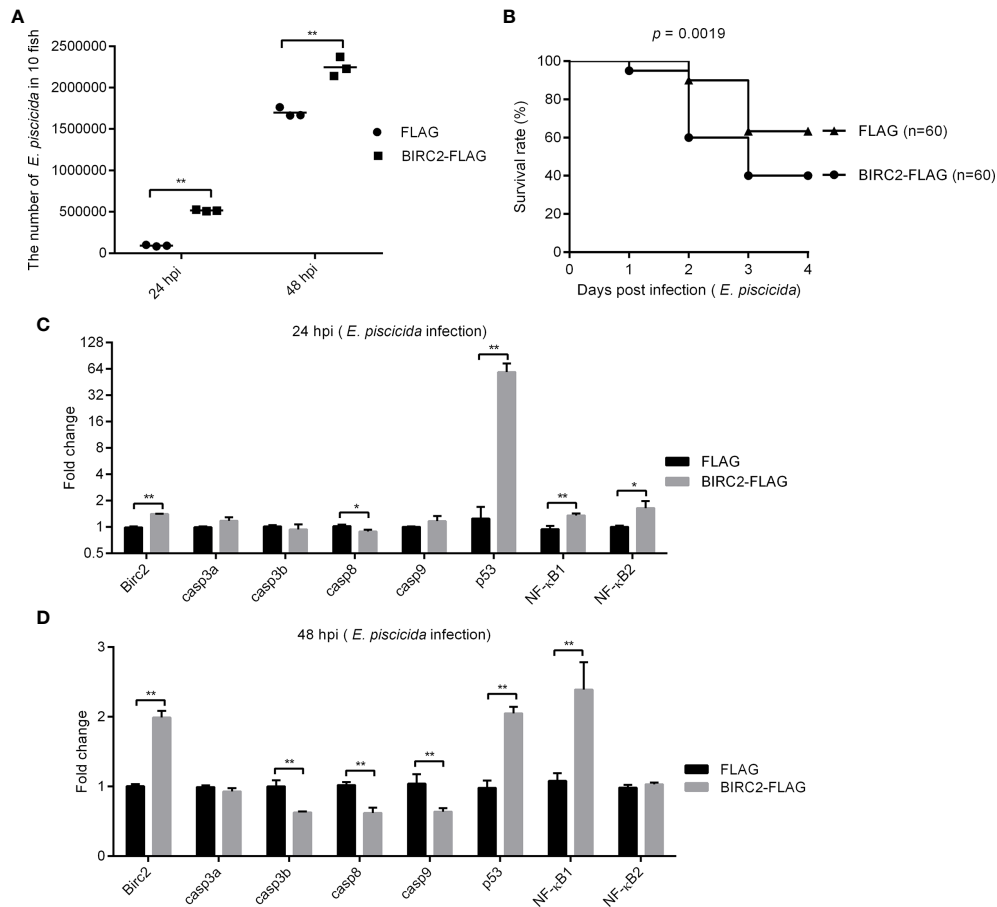 A
The number of E. piscicida in 10 fish
2500000
2000000
1500000
1000000
500000
0
**
**
24 hpi
48 hpi
FLAG
BIRC2-FLAG
B
p = 0.0019
Survival rate (%)
100
80
60
40
20
0
0 1 2 3 4
Days post infection ( E. piscicida)
FLAG (n=60)
BIRC2-FLAG (n=60)
C
24 hpi ( E. piscicida infection)
Fold change
128
64
32
16
8
4
2
1
0.5
** * ** ** *
Birc2 casp3a casp3b casp8 casp9 p53 NF-κB1 NF-κB2
FLAG
BIRC2-FLAG
D
48 hpi ( E. piscicida infection)
Fold change
3
2
1
0
** ** ** ** ** **
Birc2 casp3a casp3b casp8 casp9 p53 NF-κB1 NF-κB2
FLAG
BIRC2-FLAG